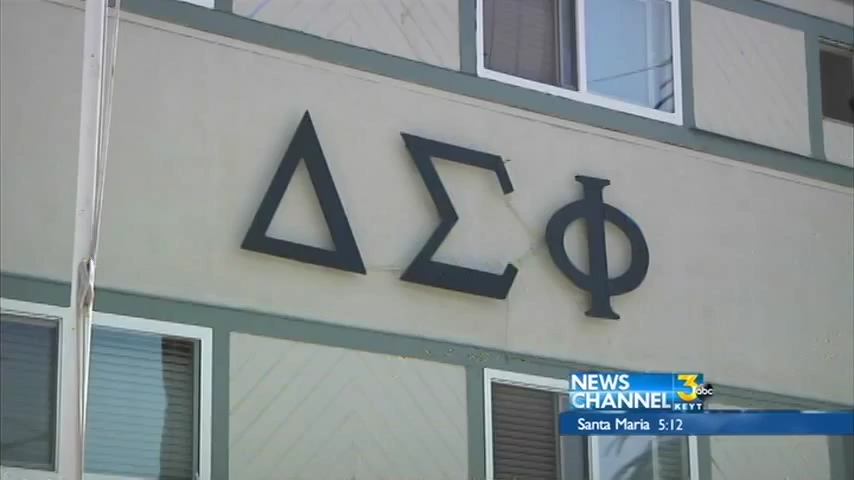 ΔΣΦ
NEWS
CHANNEL 3 abc
KEYT
Santa Maria 5:12